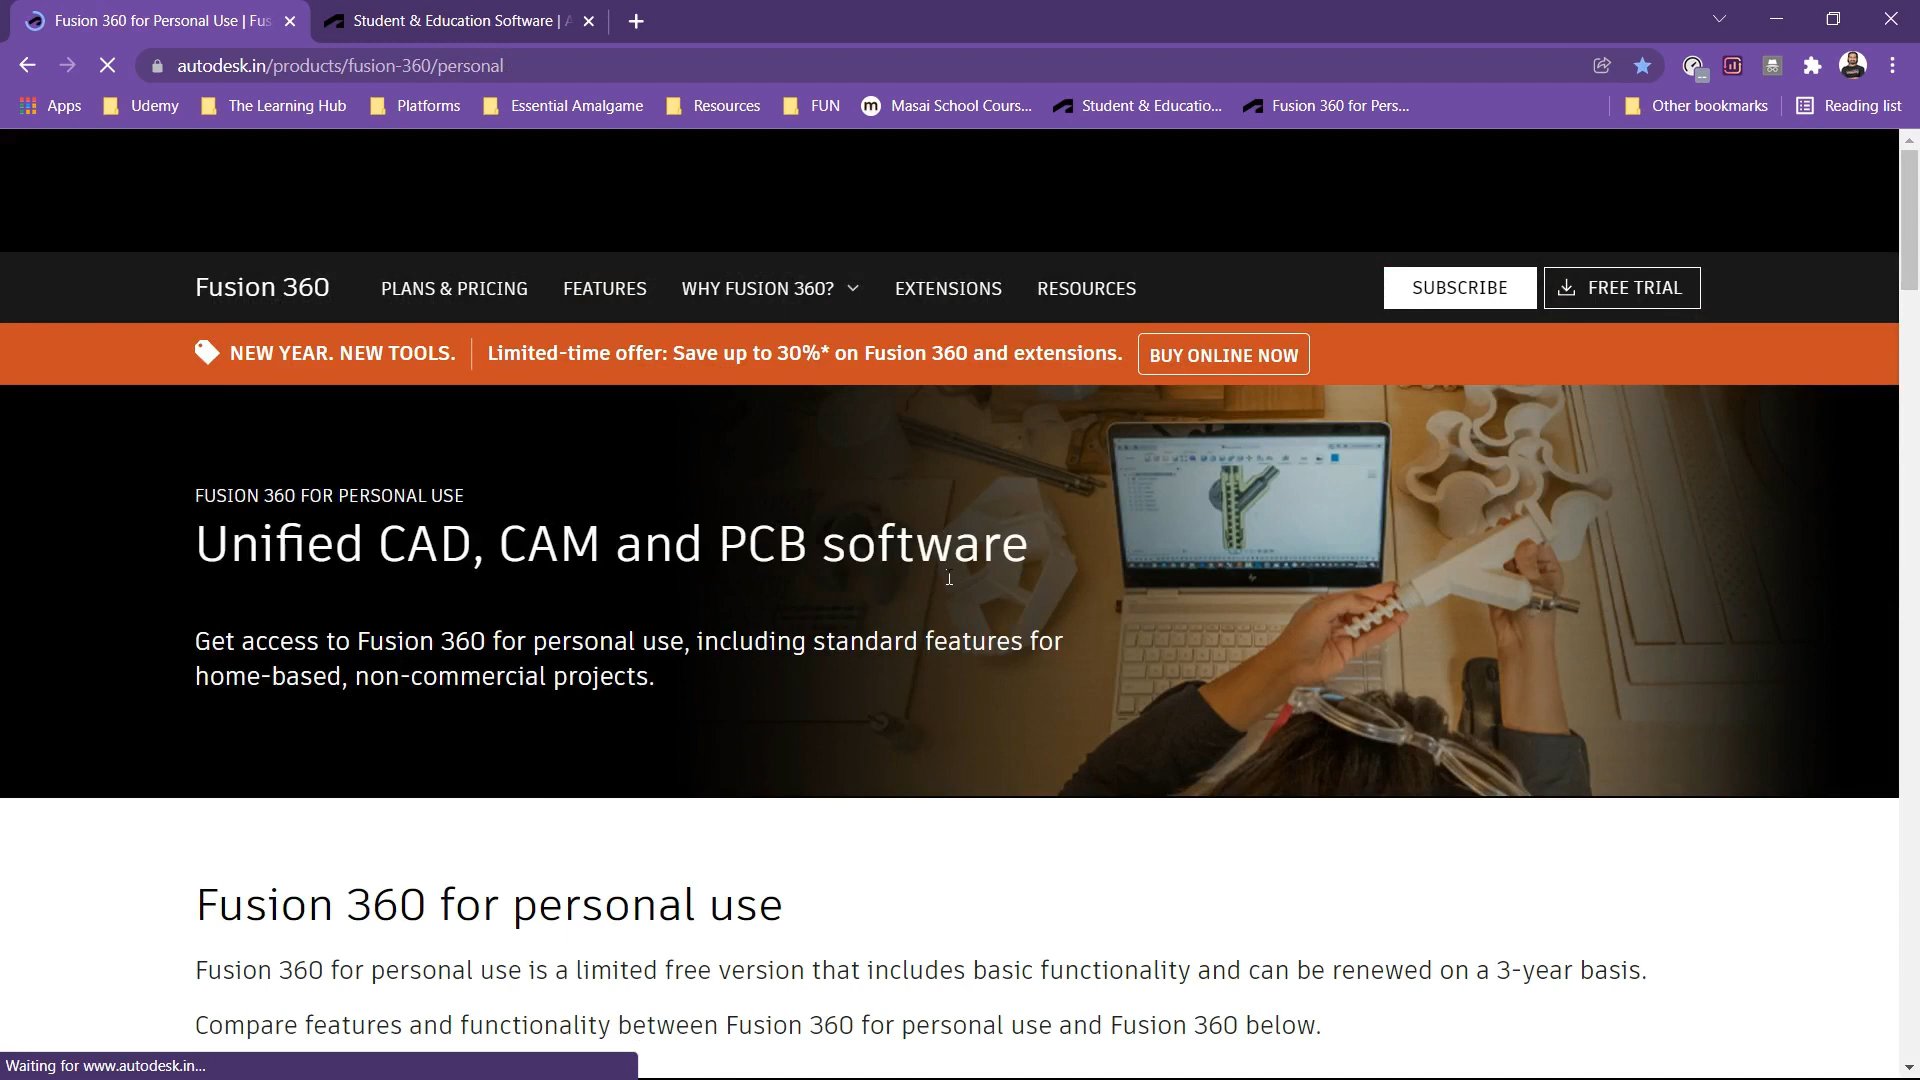 Fusion 360 for Personal Use | Fus
Student & Education Software | A
autodesk.in/products/fusion-360/personal
Apps
Udemy
The Learning Hub
Platforms
Essential Amalgame
Resources
FUN
Masai School Cours...
Student & Educatio...
Fusion 360 for Pers...
Other bookmarks
Reading list
Fusion 360
PLANS & PRICING
FEATURES
WHY FUSION 360?
EXTENSIONS
RESOURCES
SUBSCRIBE
FREE TRIAL
NEW YEAR. NEW TOOLS.
Limited-time offer: Save up to 30%* on Fusion 360 and extensions.
BUY ONLINE NOW
FUSION 360 FOR PERSONAL USE
Unified CAD, CAM and PCB software
Get access to Fusion 360 for personal use, including standard features for
home-based, non-commercial projects.
Fusion 360 for personal use
Fusion 360 for personal use is a limited free version that includes basic functionality and can be renewed on a 3-year basis.
Compare features and functionality between Fusion 360 for personal use and Fusion 360 below.
Waiting for www.autodesk.in...